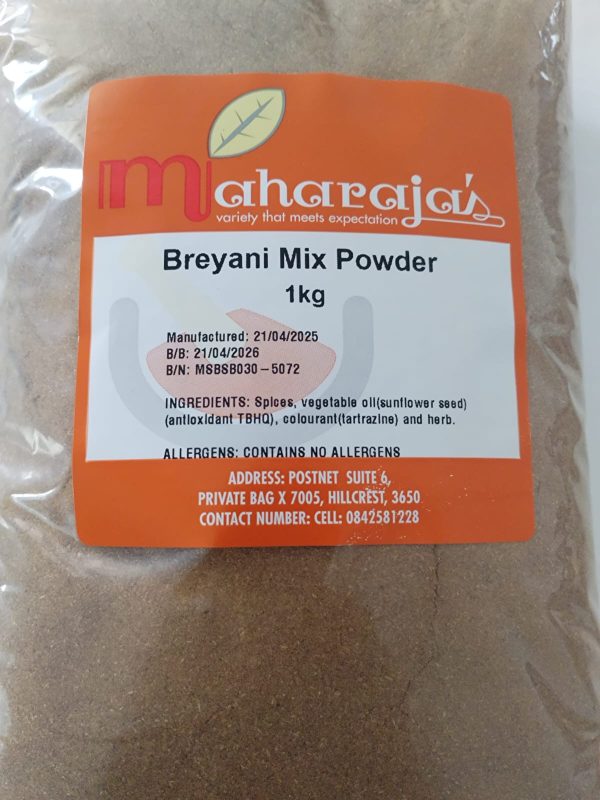 Maharaja's
variety that meets expectation
Breyani Mix Powder
1kg
Manufactured: 21/04/2025
B/B: 21/04/2026
B/N: MSBSB030 – 5072
INGREDIENTS: Spices, vegetable oil(sunflower seed)
(antioxidant TBHQ), colourant(tartrazine) and herb.
ALLERGENS: CONTAINS NO ALLERGENS
ADDRESS: POSTNET SUITE 6,
PRIVATE BAG X 7005, HILLCREST, 3650
CONTACT NUMBER: CELL: 0842581228